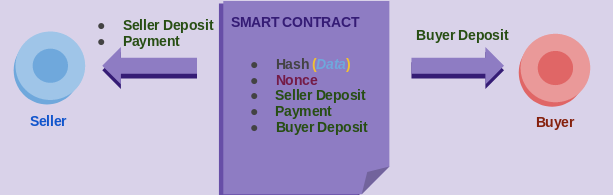 ● Seller Deposit
● Payment
Seller
SMART CONTRACT
● Hash (Data)
● Nonce
● Seller Deposit
● Payment
● Buyer Deposit
Buyer Deposit
Buyer